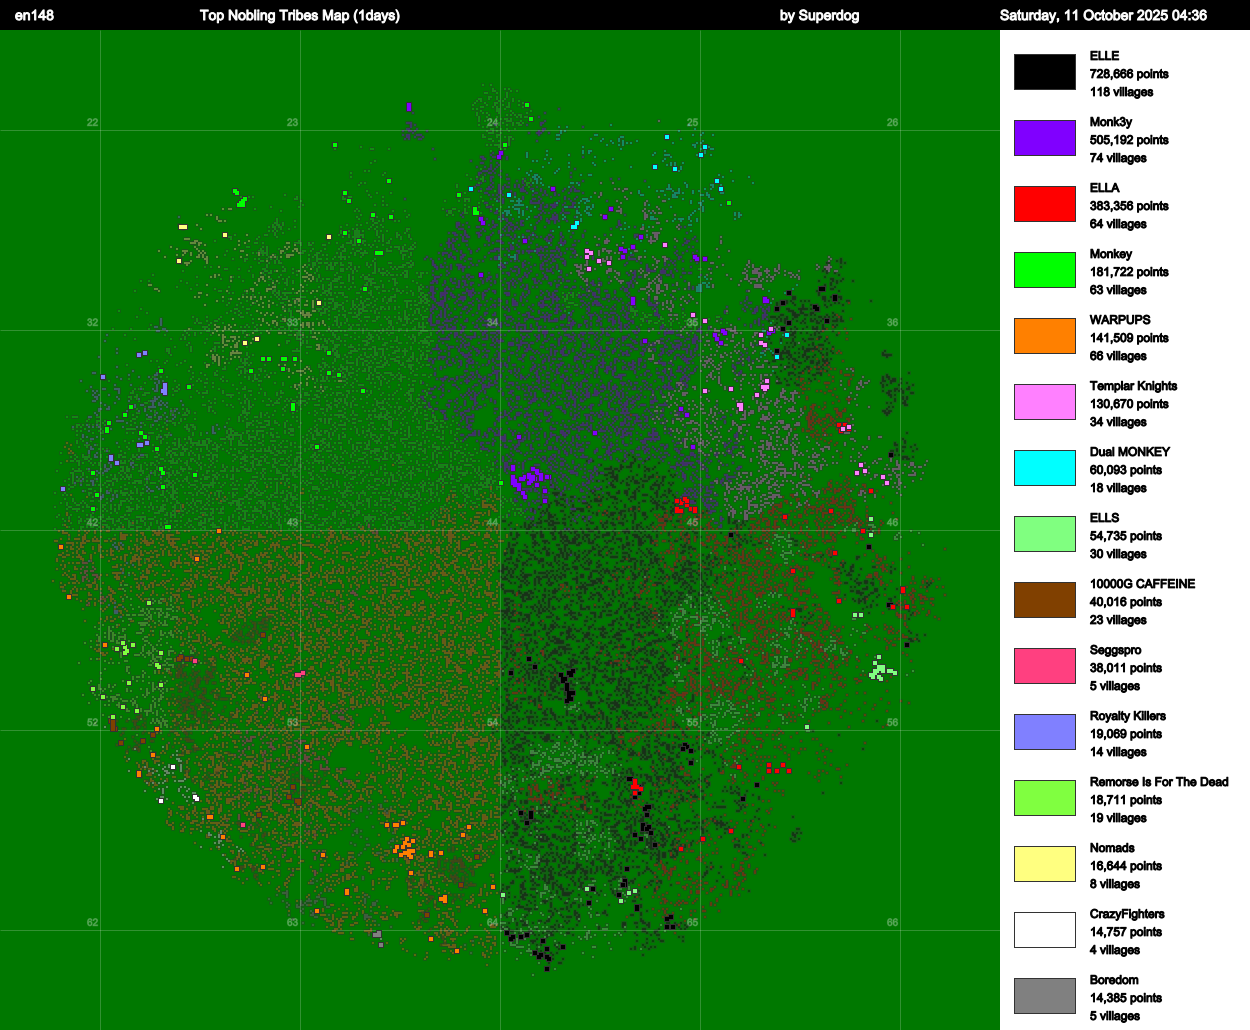 en148 Top Nobling Tribes Map (1days) by Superdog Saturday, 11 October 2025 04:36
22 23 24 25 26
32 33 34 35 36
42 43 44 45 46
52 53 54 55 56
62 63 64 65 66
ELLE
728,666 points
118 villages
Monk3y
505,192 points
74 villages
ELLA
383,356 points
64 villages
Monkey
181,722 points
63 villages
WARPUPS
141,509 points
66 villages
Templar Knights
130,670 points
34 villages
Dual MONKEY
60,093 points
18 villages
ELLS
54,735 points
30 villages
10000G CAFFEINE
40,016 points
23 villages
Seggspro
38,011 points
5 villages
Royalty Killers
19,069 points
14 villages
Remorse Is For The Dead
18,711 points
19 villages
Nomads
16,644 points
8 villages
CrazyFighters
14,757 points
4 villages
Boredom
14,385 points
5 villages